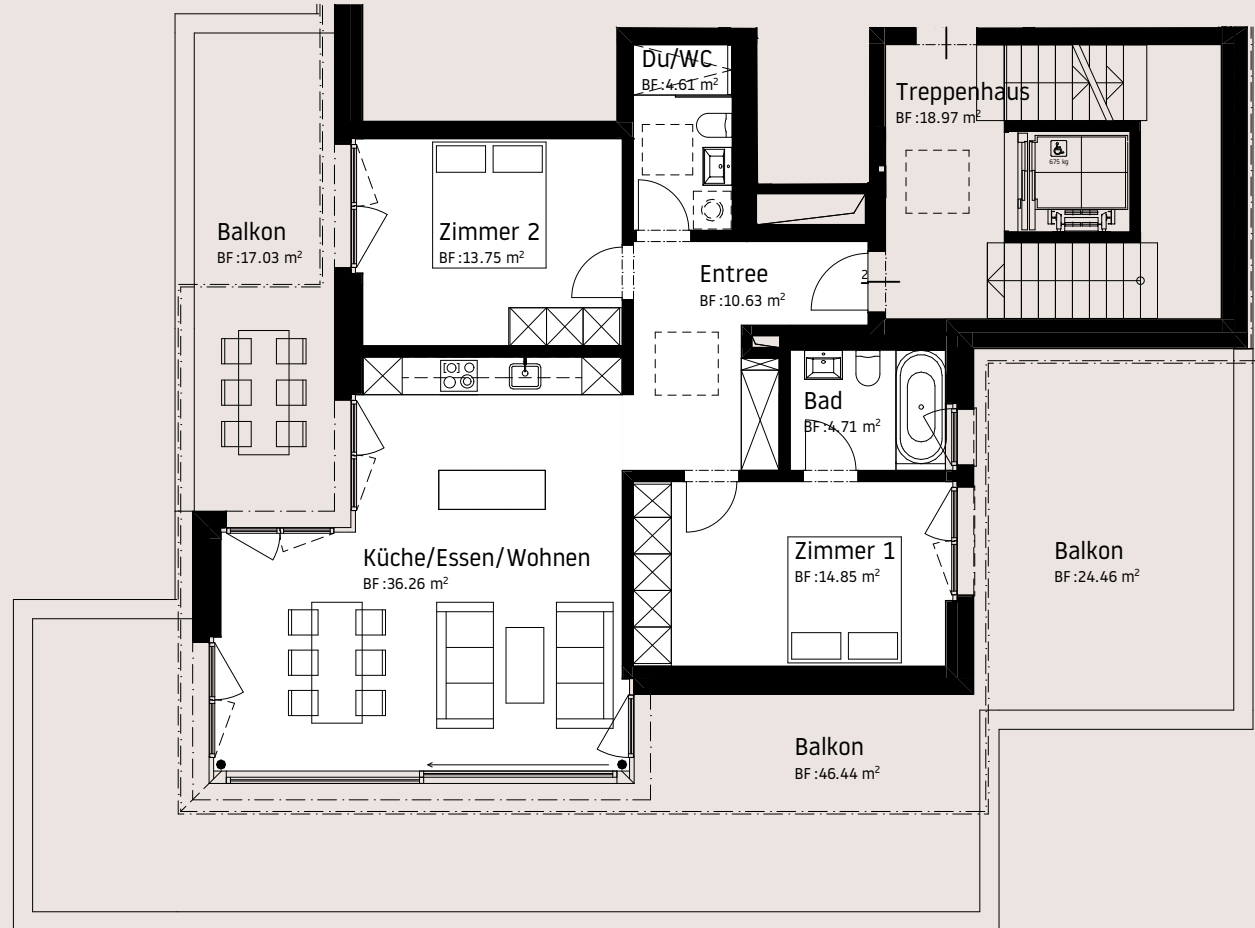 Du/WC
BF:4.61 m²
Treppenhaus
BF:18.97 m²
675 kg
Balkon
BF:17.03 m²
Zimmer 2
BF:13.75 m²
Entree
BF:10.63 m²
2
Bad
BF:4.71 m²
Küche/Essen/Wohnen
BF:36.26 m²
Zimmer 1
BF:14.85 m²
Balkon
BF:24.46 m²
Balkon
BF:46.44 m²